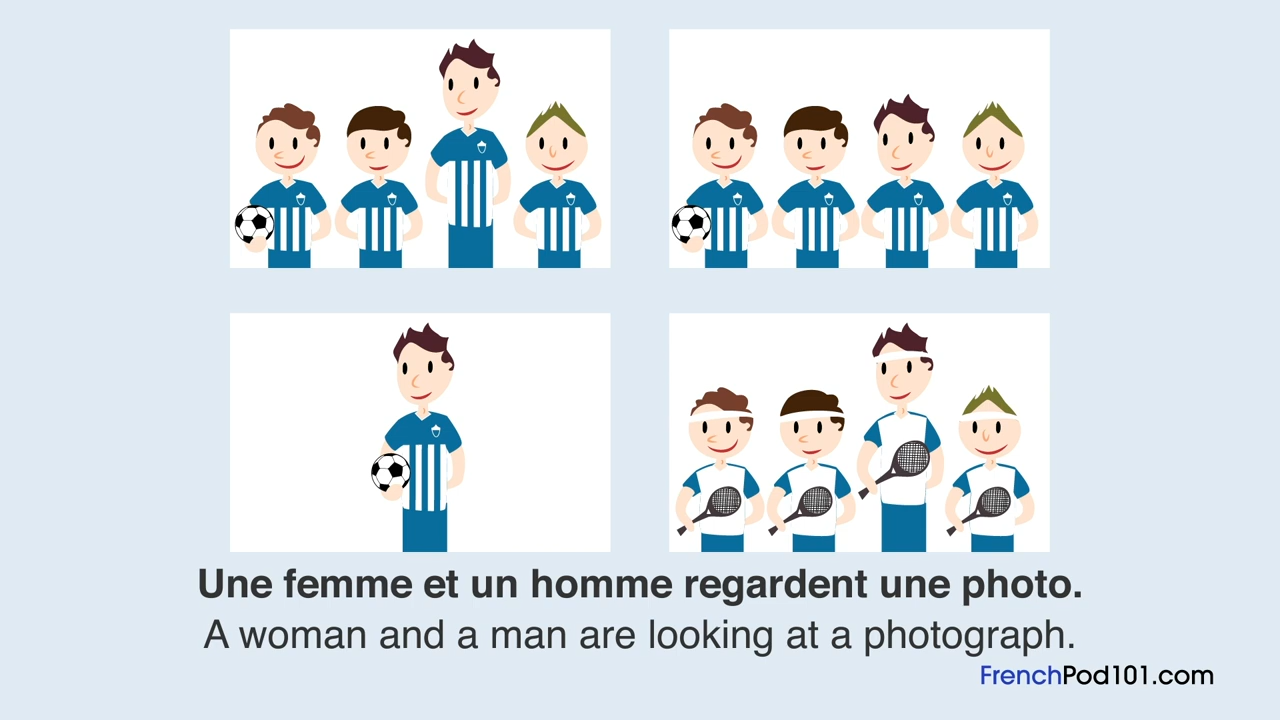 Une femme et un homme regardent une photo.
A woman and a man are looking at a photograph.
FrenchPod101.com